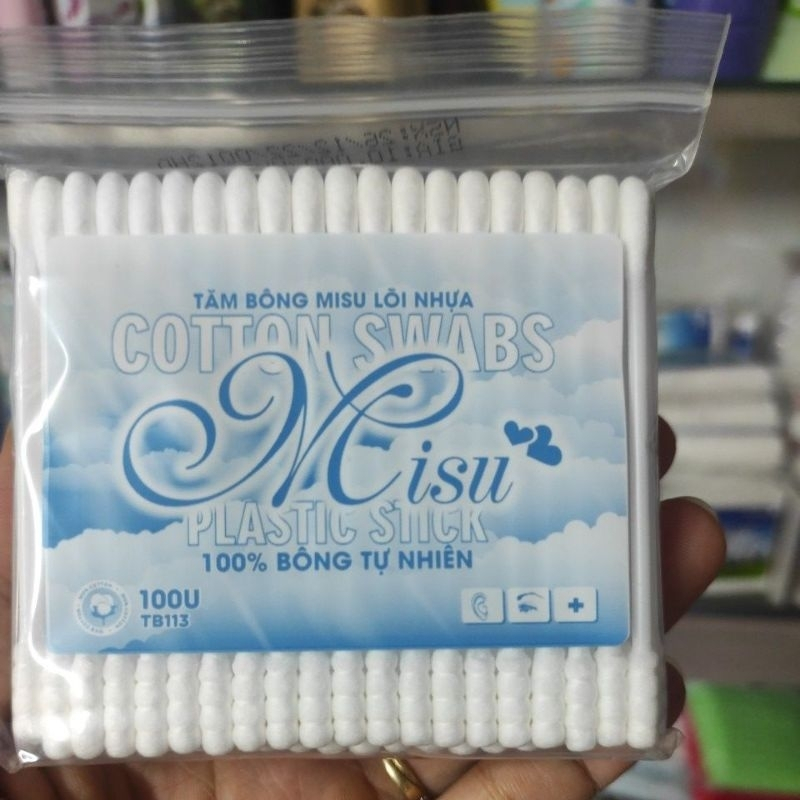 TĂM BÔNG MISU LÕI NHỰA
COTTON SWABS
Misu
PLASTIC STICK
100% BÔNG TỰ NHIÊN
100U
TB113